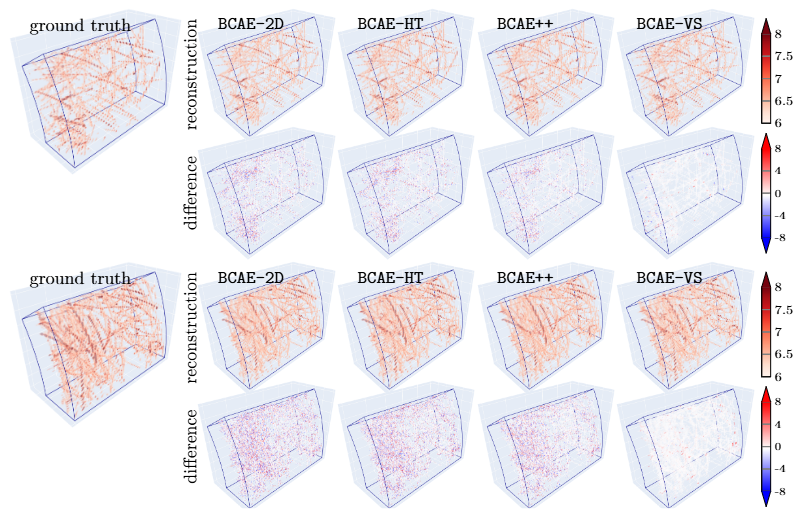 ground truth
BCAE-2D
BCAE-HT
BCAE++
BCAE-VS
reconstruction
8
7.5
7
6.5
6
difference
8
4
0
-4
-8
ground truth
BCAE-2D
BCAE-HT
BCAE++
BCAE-VS
reconstruction
8
7.5
7
6.5
6
difference
8
4
0
-4
-8